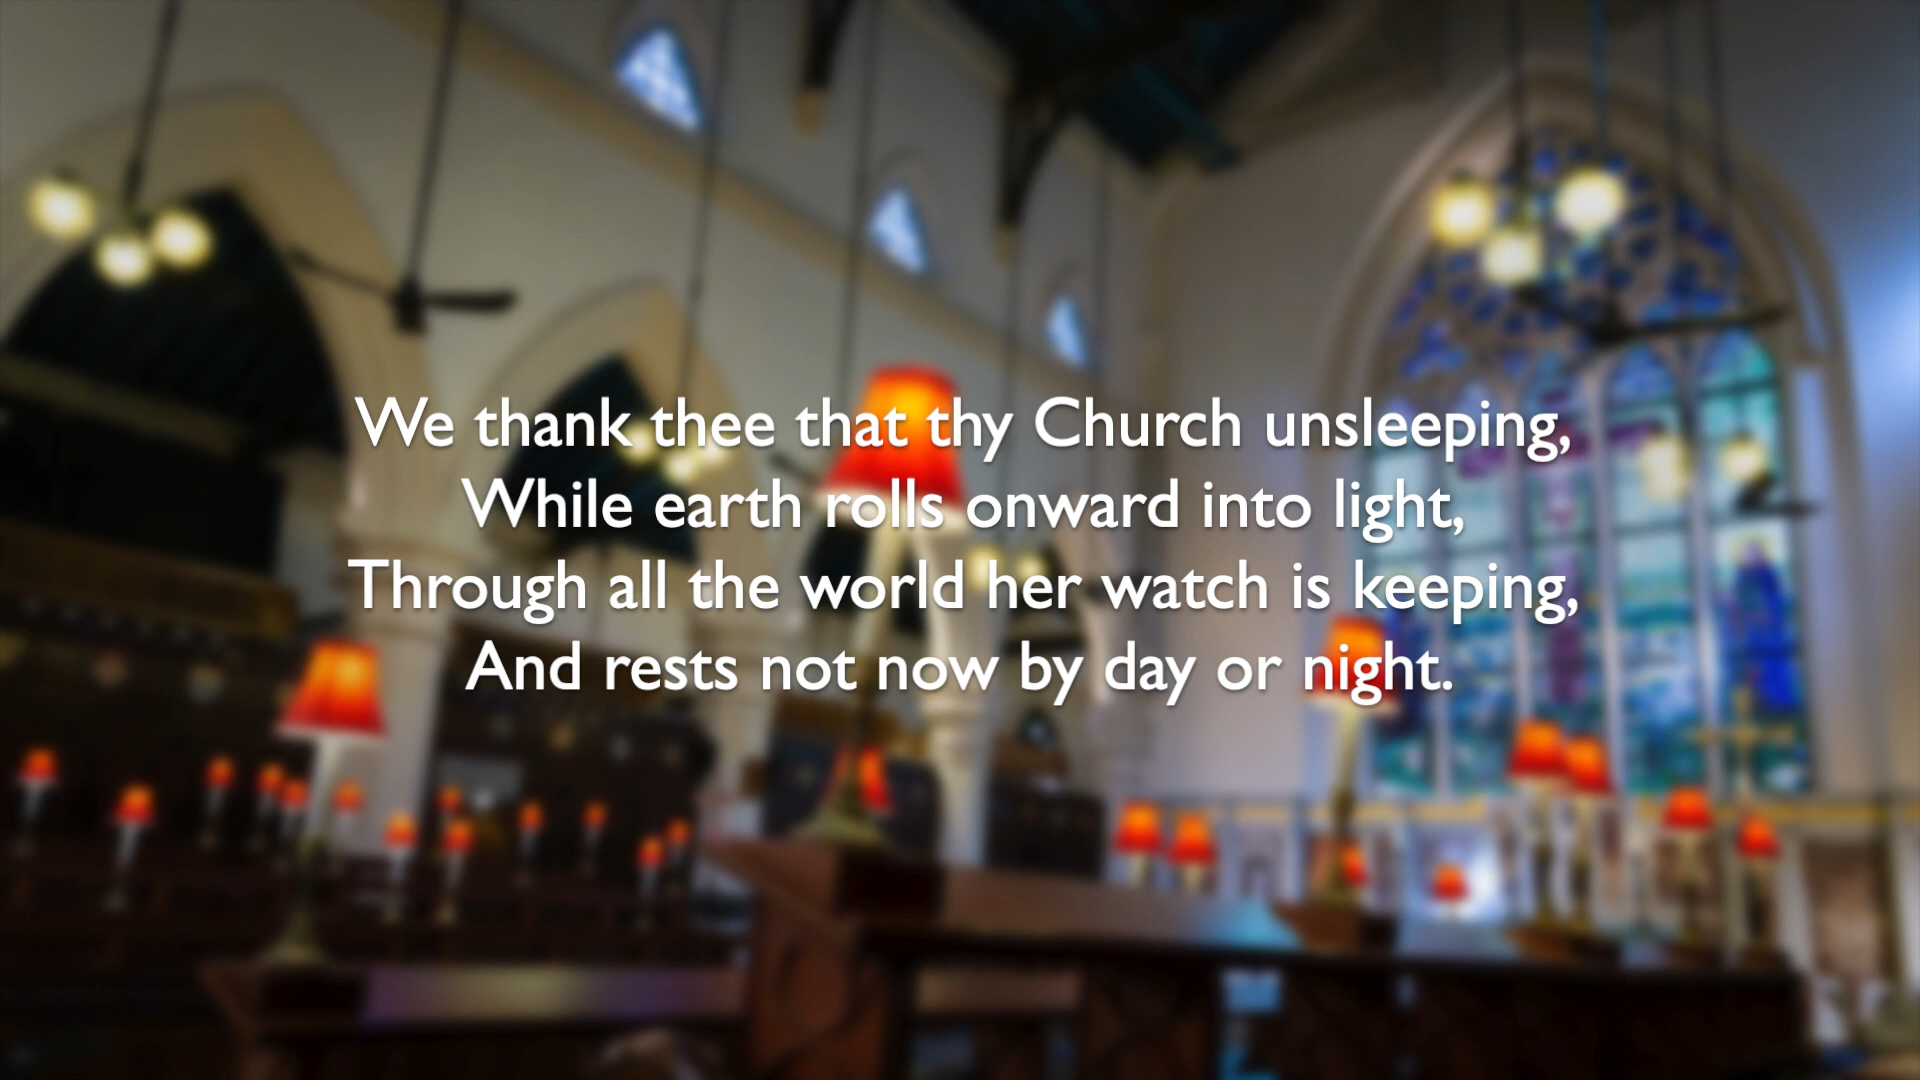 We thank thee that thy Church unsleeping,
While earth rolls onward into light,
Through all the world her watch is keeping,
And rests not now by day or night.